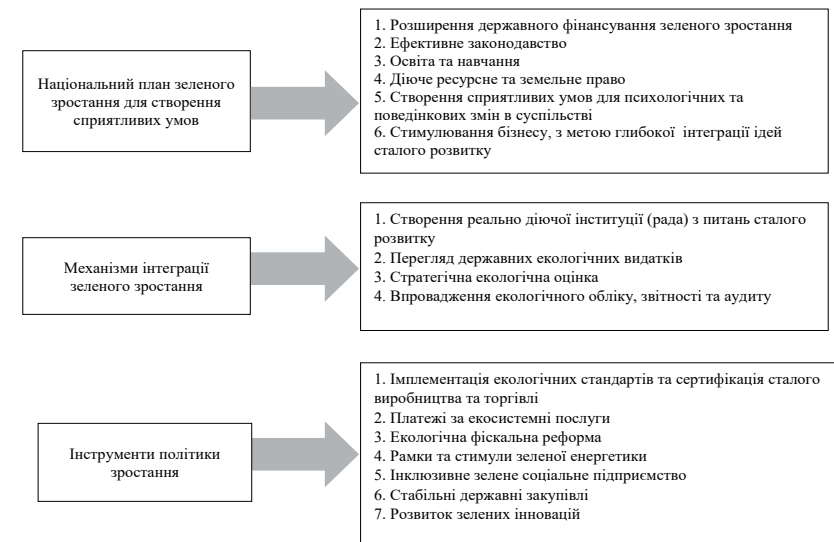 Національний план зеленого
зростання для створення
сприятливих умов
1. Розширення державного фінансування зеленого зростання
2. Ефективне законодавство
3. Освіта та навчання
4. Діюче ресурсне та земельне право
5. Створення сприятливих умов для психологічних та
поведінкових змін в суспільстві
6. Стимулювання бізнесу, з метою глибокої інтеграції ідей
сталого розвитку
Механізми інтеграції
зеленого зростання
1. Створення реально діючої інституції (рада) з питань сталого
розвитку
2. Перегляд державних екологічних видатків
3. Стратегічна екологічна оцінка
4. Впровадження екологічного обліку, звітності та аудиту
Інструменти політики
зростання
1. Імплементація екологічних стандартів та сертифікація сталого
виробництва та торгівлі
2. Платежі за екосистемні послуги
3. Екологічна фіскальна реформа
4. Рамки та стимули зеленої енергетики
5. Інклюзивне зелене соціальне підприємство
6. Стабільні державні закупівлі
7. Розвиток зелених інновацій